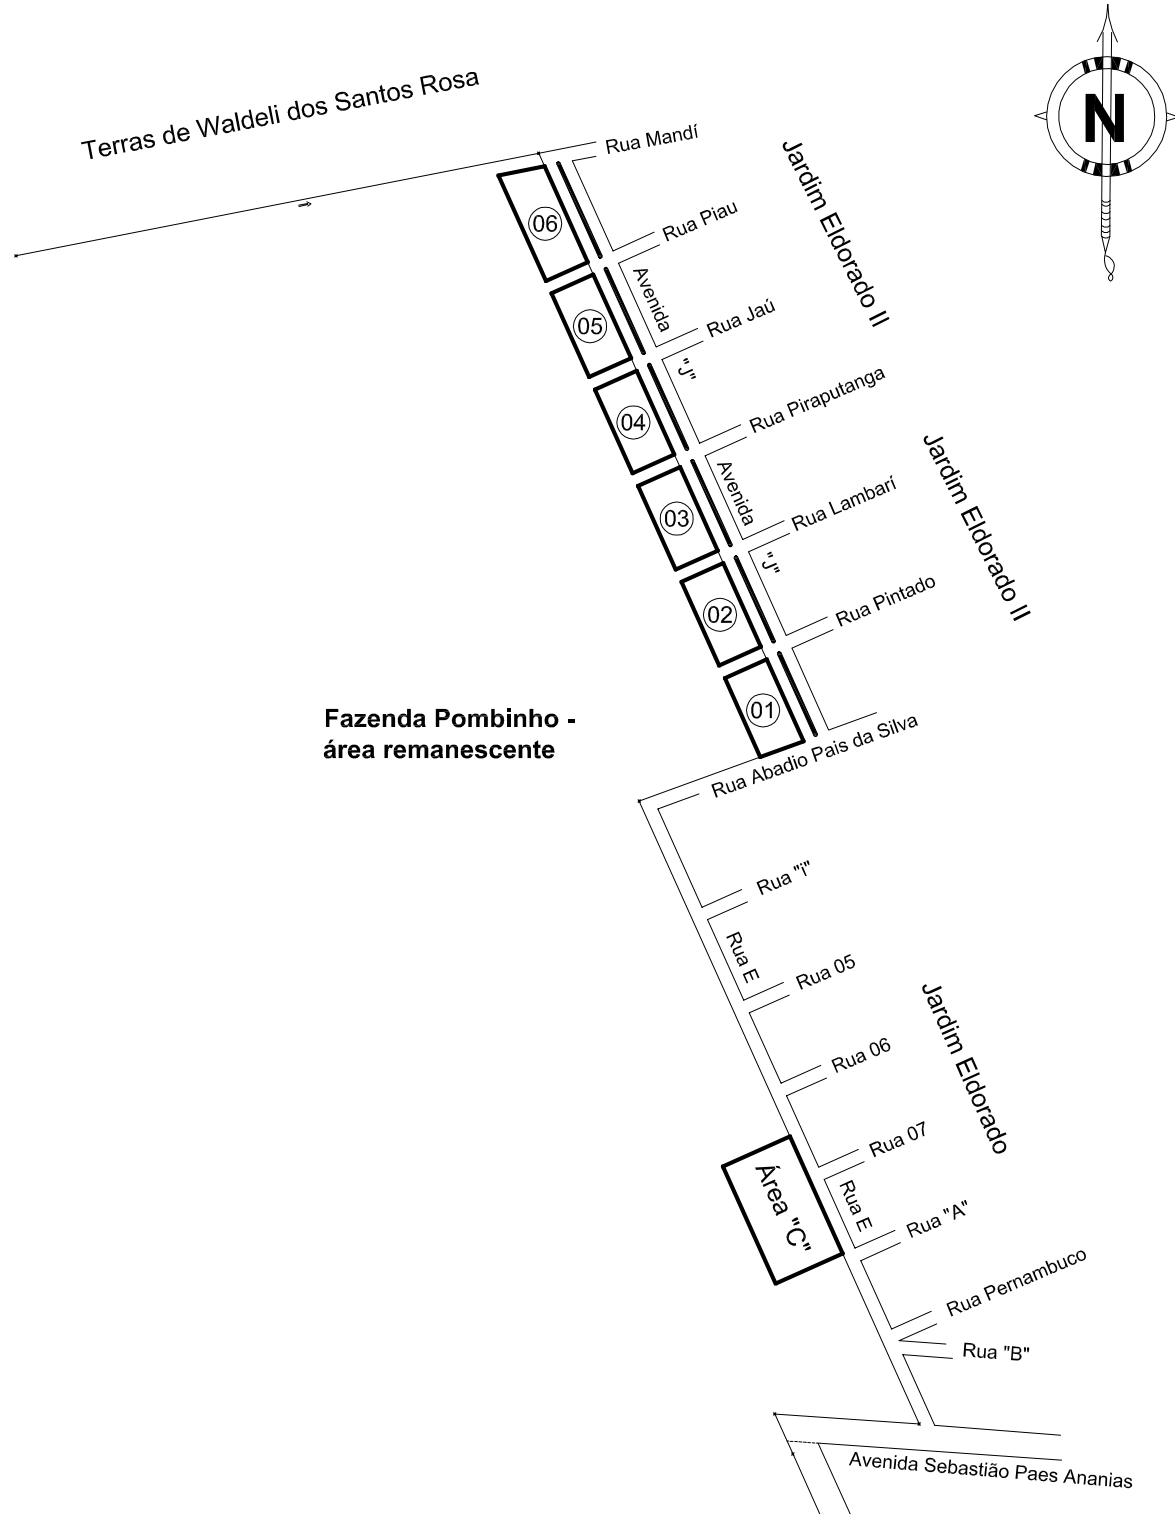 N
Terras de Waldeli dos Santos Rosa
Rua Mandí
Jardim Eldorado II
Rua Piau
06
Avenida
Rua Jaú
05
"J"
Rua Piraputanga
04
Avenida
Jardim Eldorado II
Rua Lambarí
03
"J"
Rua Pintado
02
01
Fazenda Pombinho -
área remanescente
Rua Abadio Pais da Silva
Rua "i"
Rua E
Rua 05
Jardim Eldorado
Rua 06
Rua 07
Área "C"
Rua E
Rua "A"
Rua Pernambuco
Rua "B"
Avenida Sebastião Paes Ananias